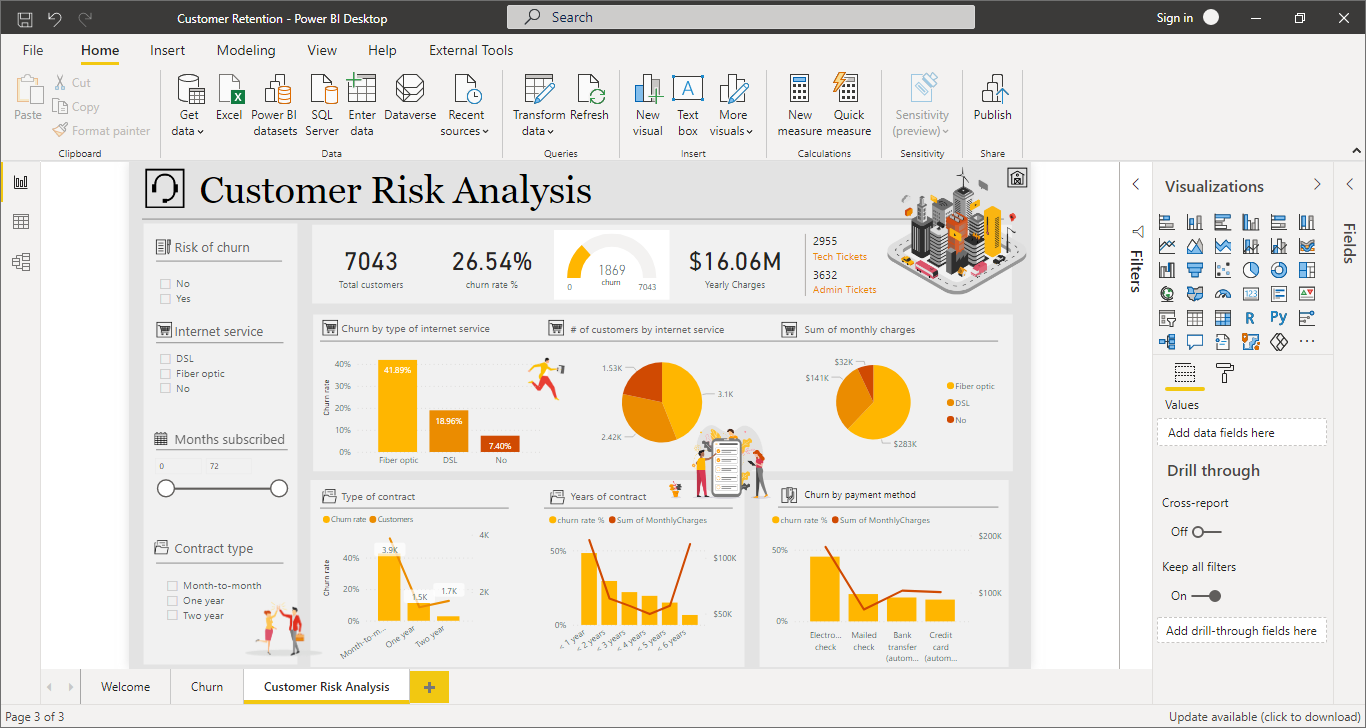 Customer Retention - Power BI Desktop
Search
Sign in
File
Home
Insert
Modeling
View
Help
External Tools
Paste
Cut
Copy
Format painter
Clipboard
Get data
Excel
Power BI datasets
SQL Server
Enter data
Dataverse
Recent sources
Data
Transform data
Refresh
Queries
New visual
Text box
More visuals
Insert
New measure
Quick measure
Calculations
Sensitivity (preview)
Sensitivity
Publish
Share
Customer Risk Analysis
Risk of churn
No
Yes
Internet service
DSL
Fiber optic
No
Months subscribed
0
72
Contract type
Month-to-month
One year
Two year
7043
Total customers
26.54%
churn rate %
1869
churn
0
7043
$16.06M
Yearly Charges
2955
Tech Tickets
3632
Admin Tickets
Churn by type of internet service
Churn rate
40%
30%
20%
10%
0%
41.89%
18.96%
7.40%
Fiber optic
DSL
No
# of customers by internet service
1.53K
3.1K
2.42K
Sum of monthly charges
$32K
$141K
$283K
Fiber optic
DSL
No
Type of contract
Churn rate
Customers
Churn rate
40%
20%
0%
3.9K
1.5K
1.7K
4K
2K
Month-to-m...
One year
Two year
Years of contract
churn rate %
Sum of MonthlyCharges
50%
0%
$100K
$50K
< 1 year
< 2 years
< 3 years
< 4 years
< 5 years
< 6 years
Churn by payment method
churn rate %
Sum of MonthlyCharges
50%
0%
$200K
$100K
Electro... check
Mailed check
Bank transfer (autom...
Credit card (autom...
Filters
Visualizations
R
Py
123
Values
Add data fields here
Drill through
Cross-report
Off
Keep all filters
On
Add drill-through fields here
Fields
Welcome
Churn
Customer Risk Analysis
Page 3 of 3
Update available (click to download)